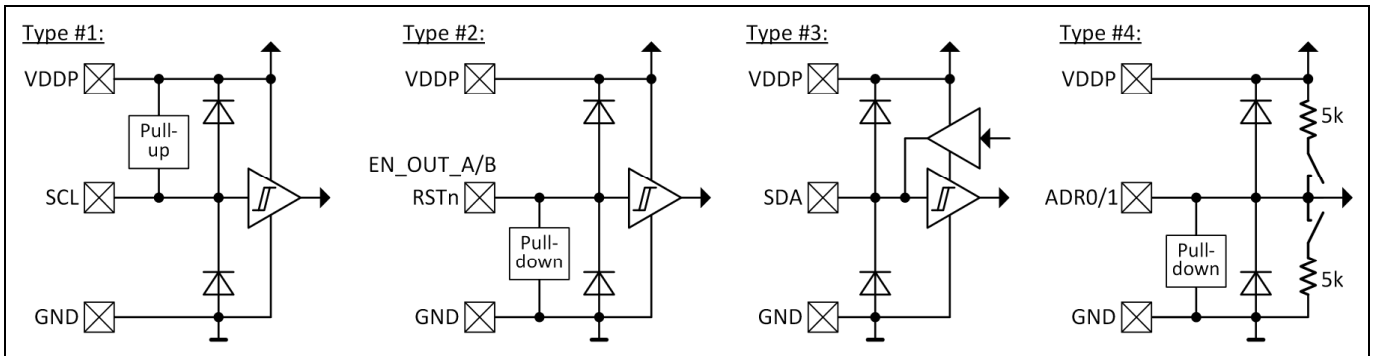 Type #1:
VDDP
Pull-
up
SCL
GND
Type #2:
VDDP
EN_OUT_A/B
RSTn
Pull-
down
GND
Type #3:
VDDP
SDA
GND
Type #4:
VDDP
5k
ADR0/1
Pull-
down
5k
GND